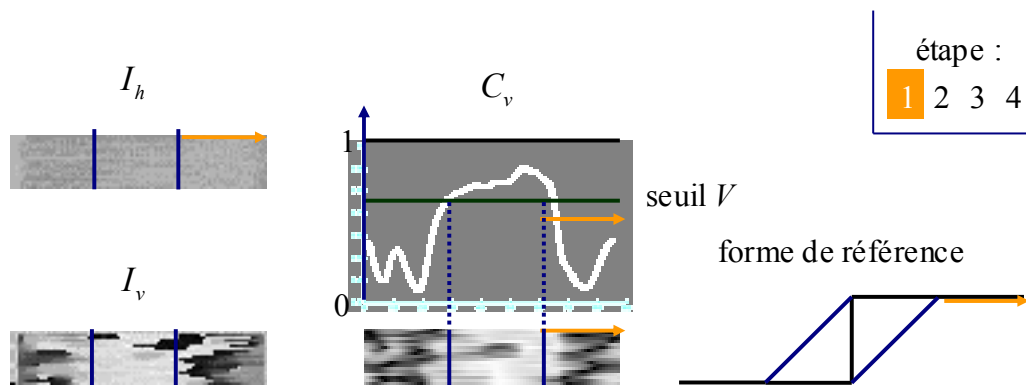 étape :
1 2 3 4
I_h
C_v
1
seuil V
forme de référence
I_v
0